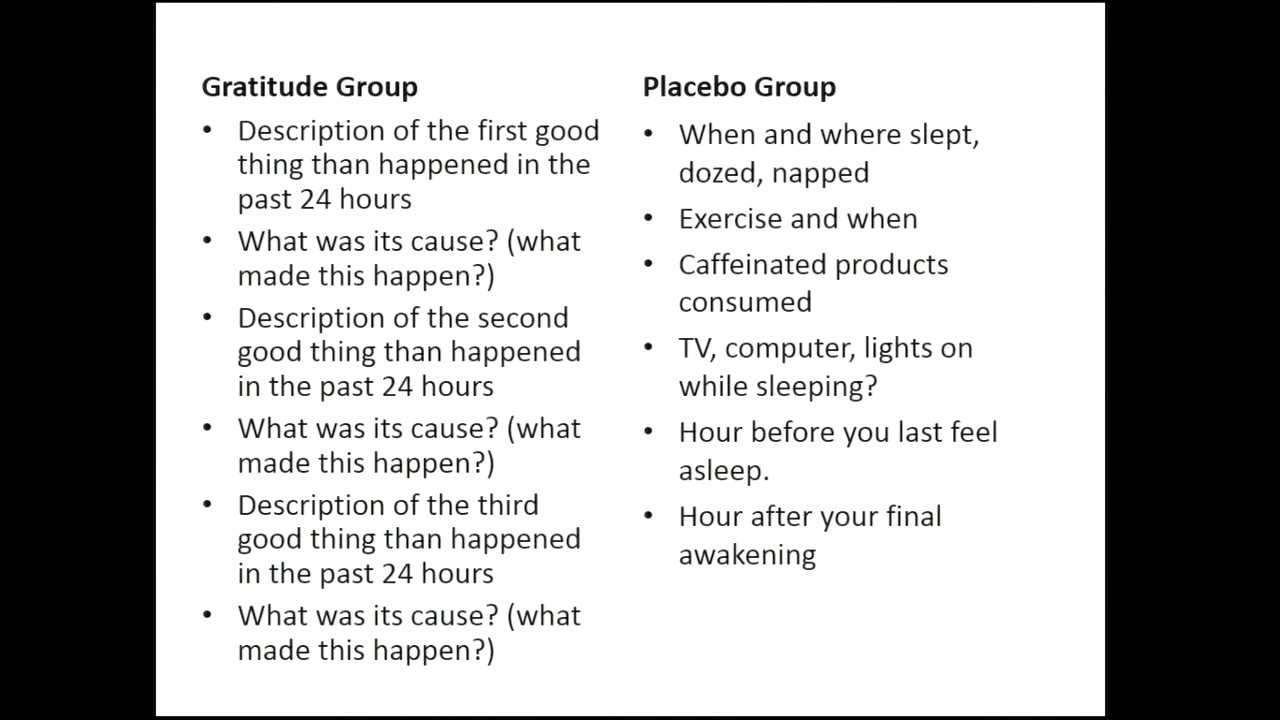 Gratitude Group
• Description of the first good
thing than happened in the
past 24 hours
• What was its cause? (what
made this happen?)
• Description of the second
good thing than happened
in the past 24 hours
• What was its cause? (what
made this happen?)
• Description of the third
good thing than happened
in the past 24 hours
• What was its cause? (what
made this happen?)
Placebo Group
• When and where slept,
dozed, napped
• Exercise and when
• Caffeinated products
consumed
• TV, computer, lights on
while sleeping?
• Hour before you last feel
asleep.
• Hour after your final
awakening